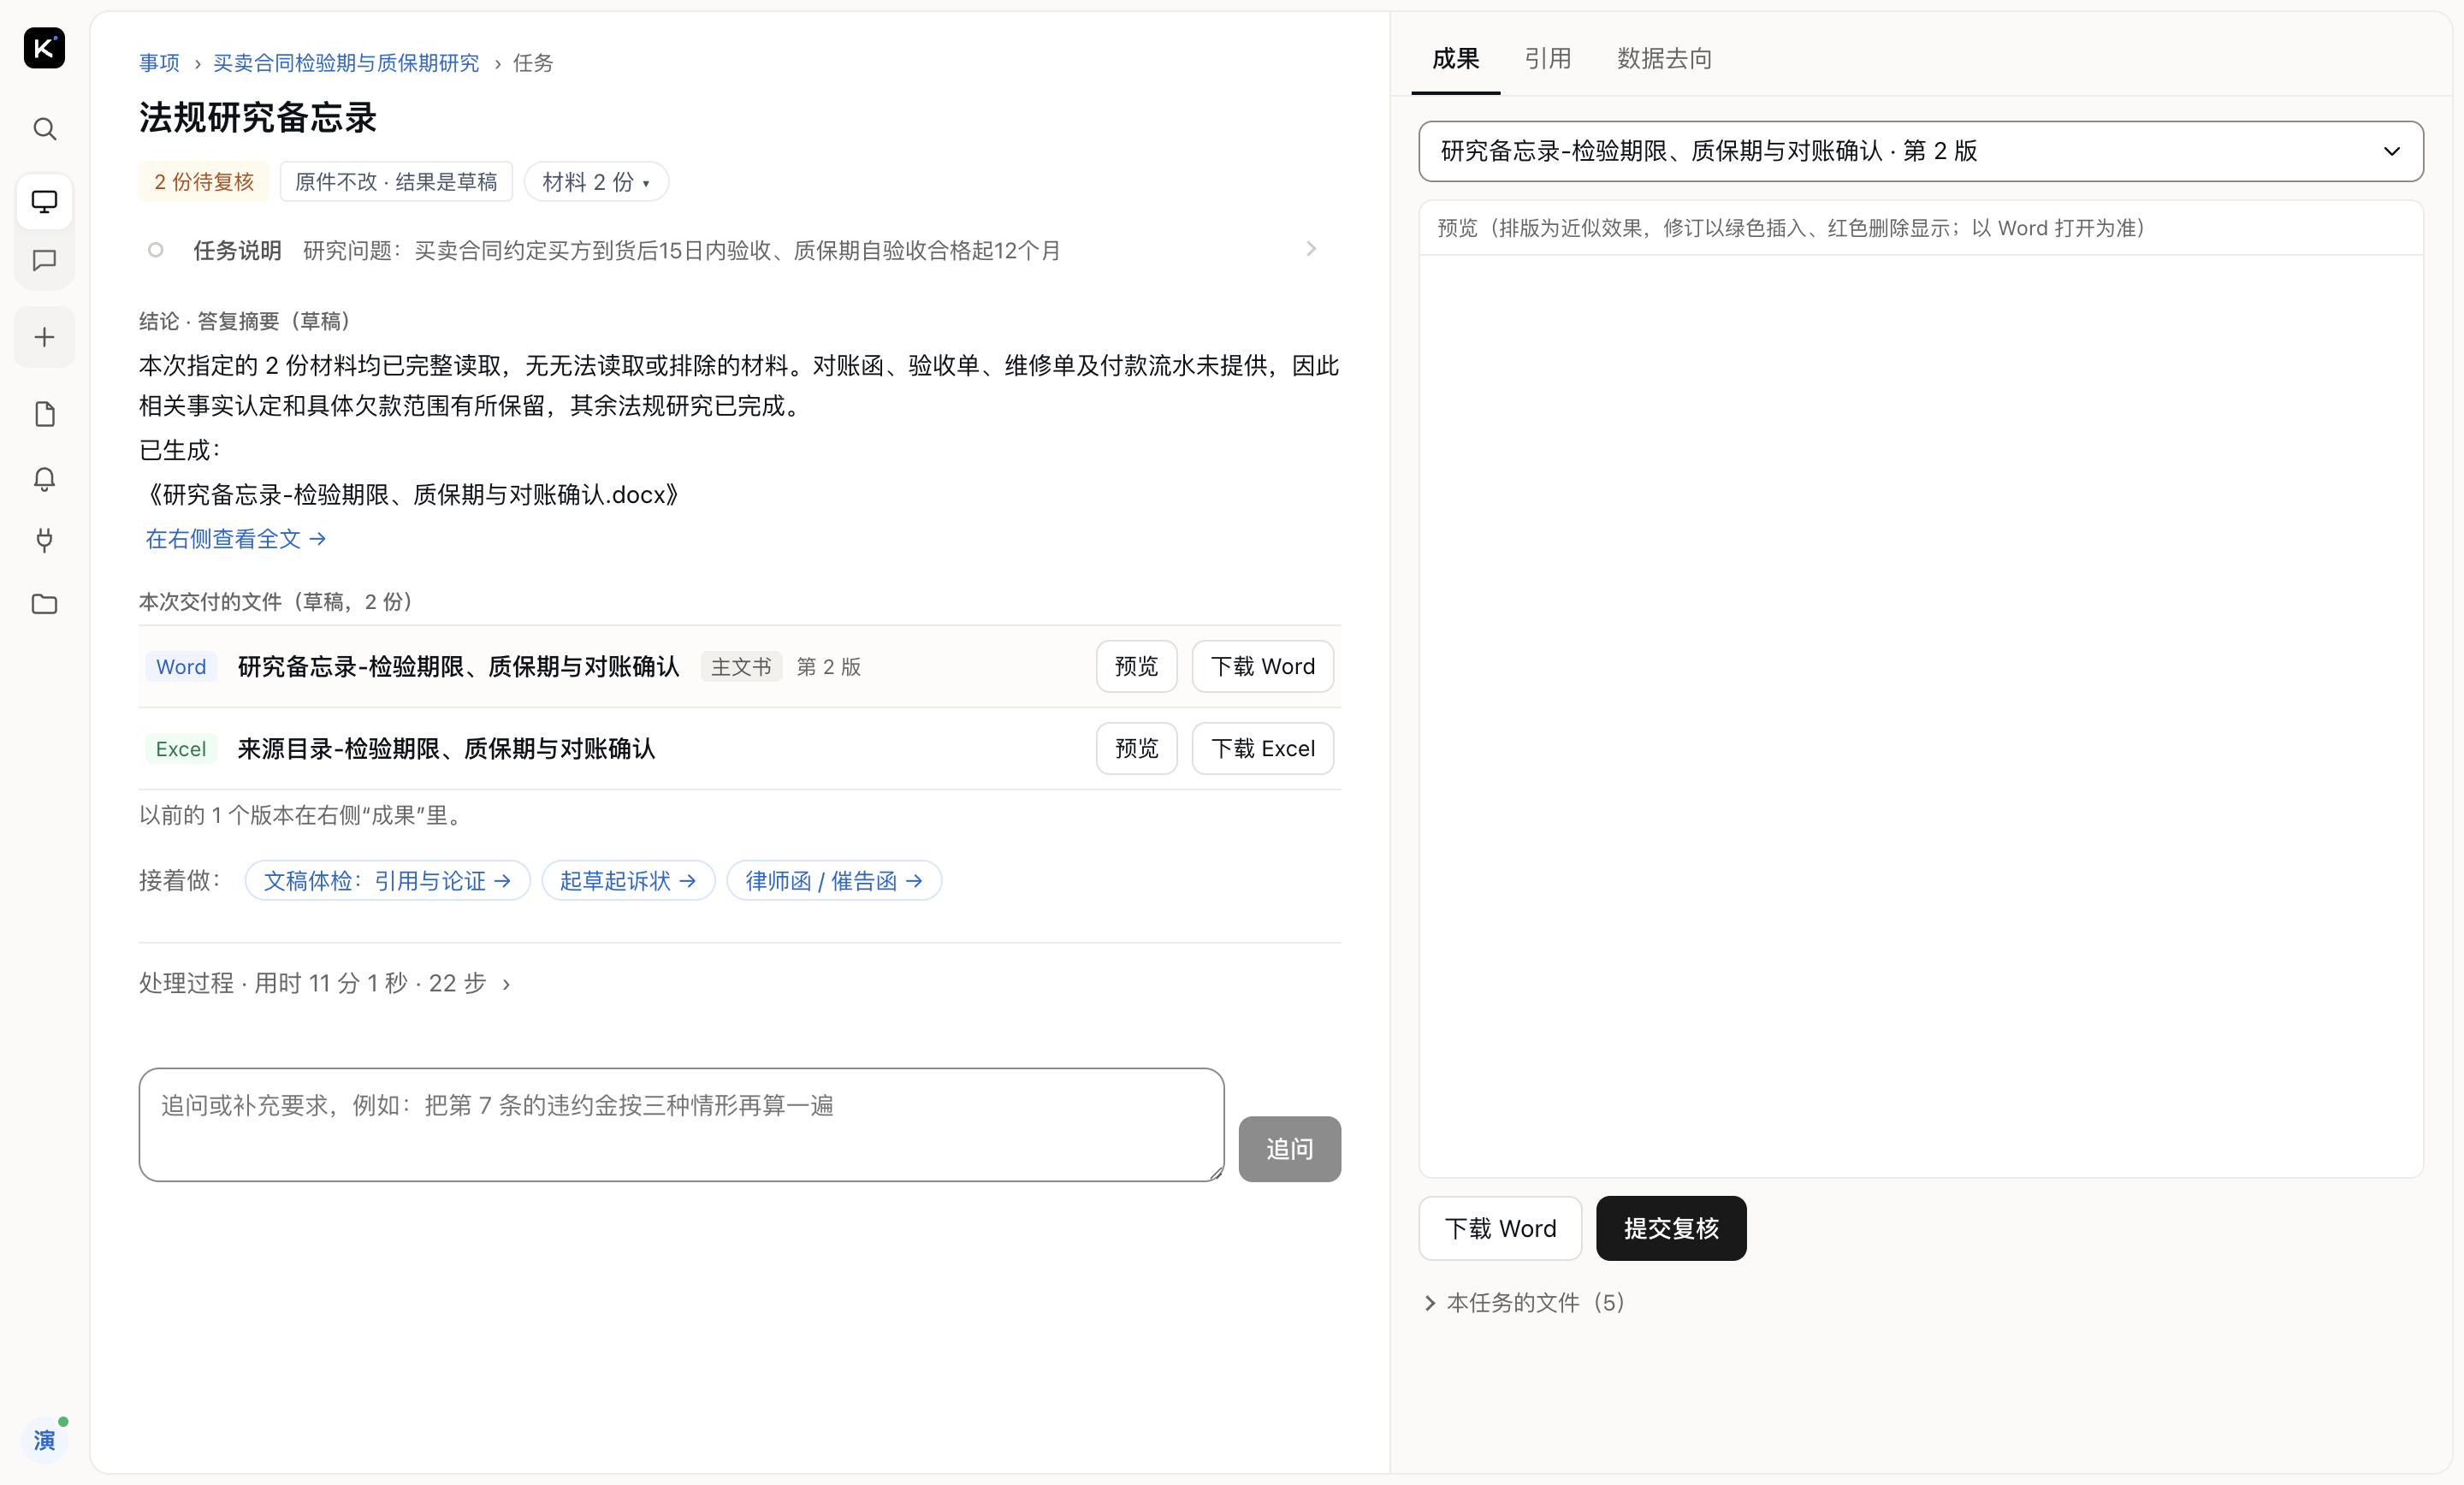 事项 › 买卖合同检验期与质保期研究 › 任务
法规研究备忘录
2 份待复核 原件不改 · 结果是草稿 材料 2 份 ▾
任务说明 研究问题：买卖合同约定买方到货后15日内验收、质保期自验收合格起12个月
结论 · 答复摘要（草稿）
本次指定的 2 份材料均已完整读取，无无法读取或排除的材料。对账函、验收单、维修单及付款流水未提供，因此
相关事实认定和具体欠款范围有所保留，其余法规研究已完成。
已生成：
《研究备忘录-检验期限、质保期与对账确认.docx》
在右侧查看全文 →
本次交付的文件（草稿，2 份）
Word 研究备忘录-检验期限、质保期与对账确认 主文书 第 2 版 预览 下载 Word
Excel 来源目录-检验期限、质保期与对账确认 预览 下载 Excel
以前的 1 个版本在右侧“成果”里。
接着做： 文稿体检：引用与论证 → 起草起诉状 → 律师函 / 催告函 →
处理过程 · 用时 11 分 1 秒 · 22 步 ›
追问或补充要求，例如：把第 7 条的违约金按三种情形再算一遍
追问
演
成果 引用 数据去向
研究备忘录-检验期限、质保期与对账确认 · 第 2 版
预览（排版为近似效果，修订以绿色插入、红色删除显示；以 Word 打开为准）
下载 Word 提交复核
本任务的文件（5）